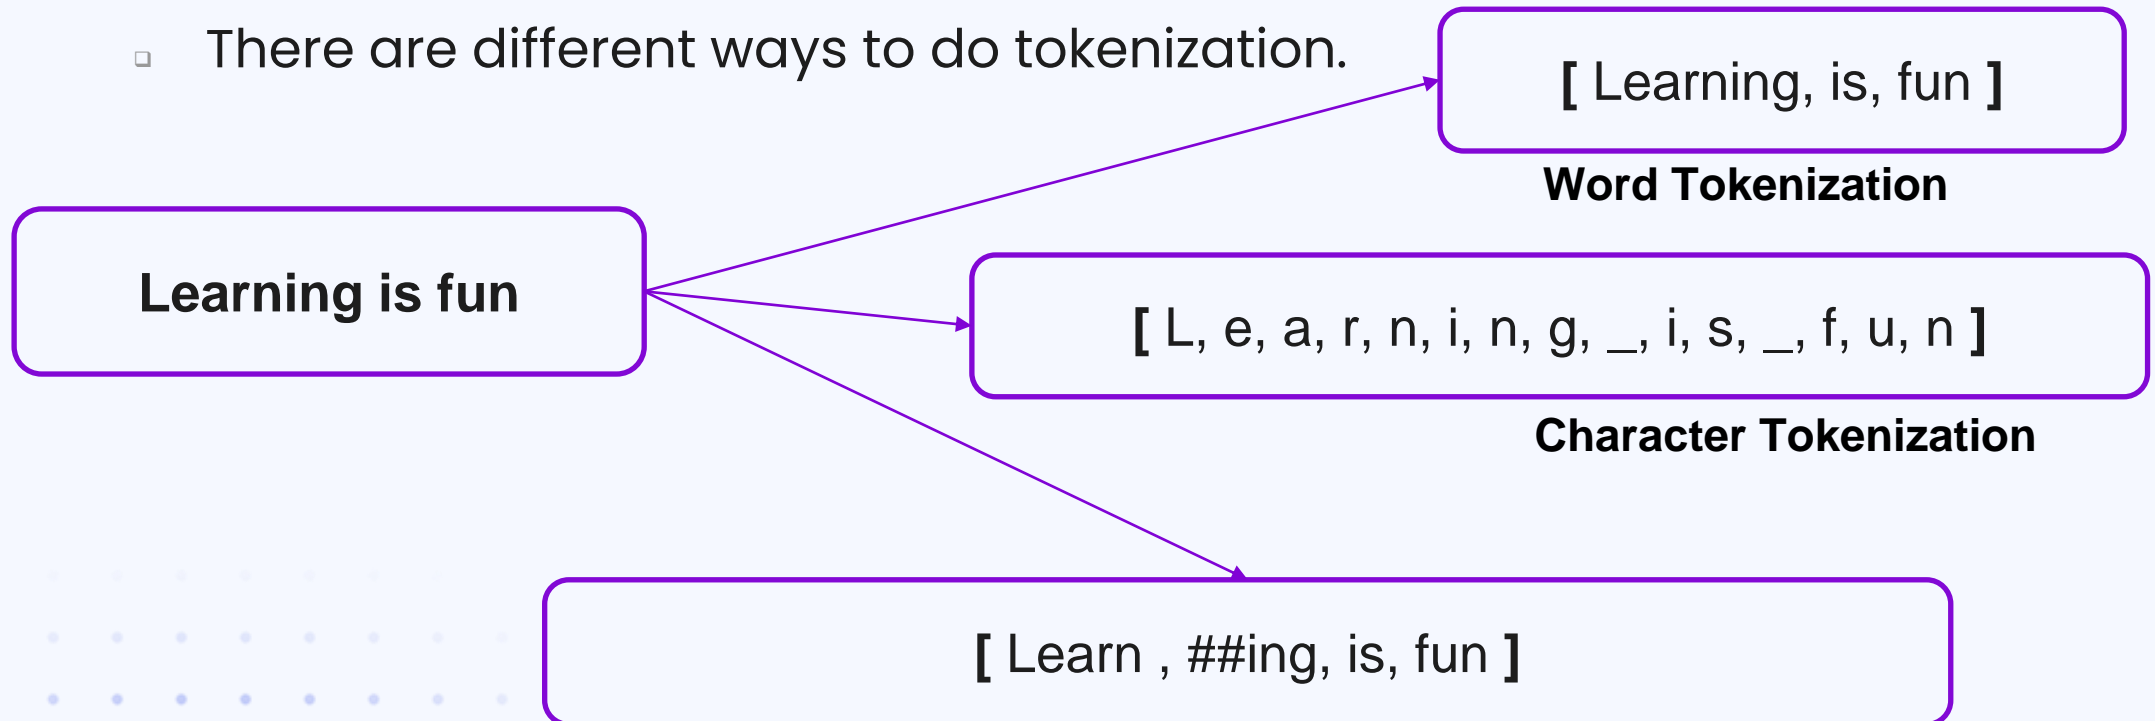 ❑ There are different ways to do tokenization.
[ Learning, is, fun ]
Word Tokenization
Learning is fun
[ L, e, a, r, n, i, n, g, _, i, s, _, f, u, n ]
Character Tokenization
[ Learn , ##ing, is, fun ]